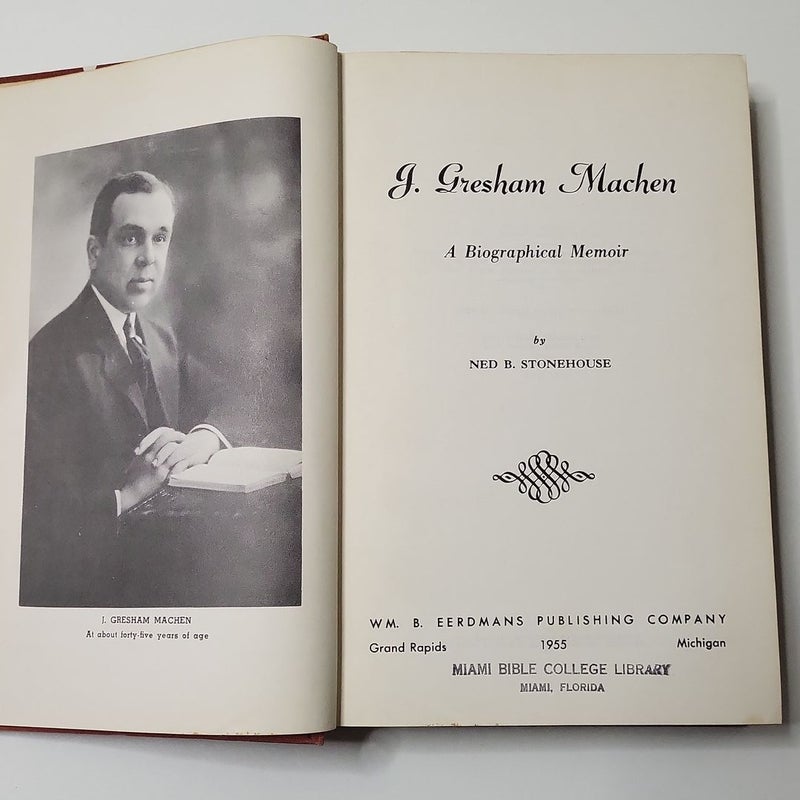 J. GRESHAM MACHEN
At about forty-five years of age
J. Gresham Machen
A Biographical Memoir
by
NED B. STONEHOUSE
WM. B. EERDMANS PUBLISHING COMPANY
Grand Rapids 1955 Michigan
MIAMI BIBLE COLLEGE LIBRARY
MIAMI, FLORIDA